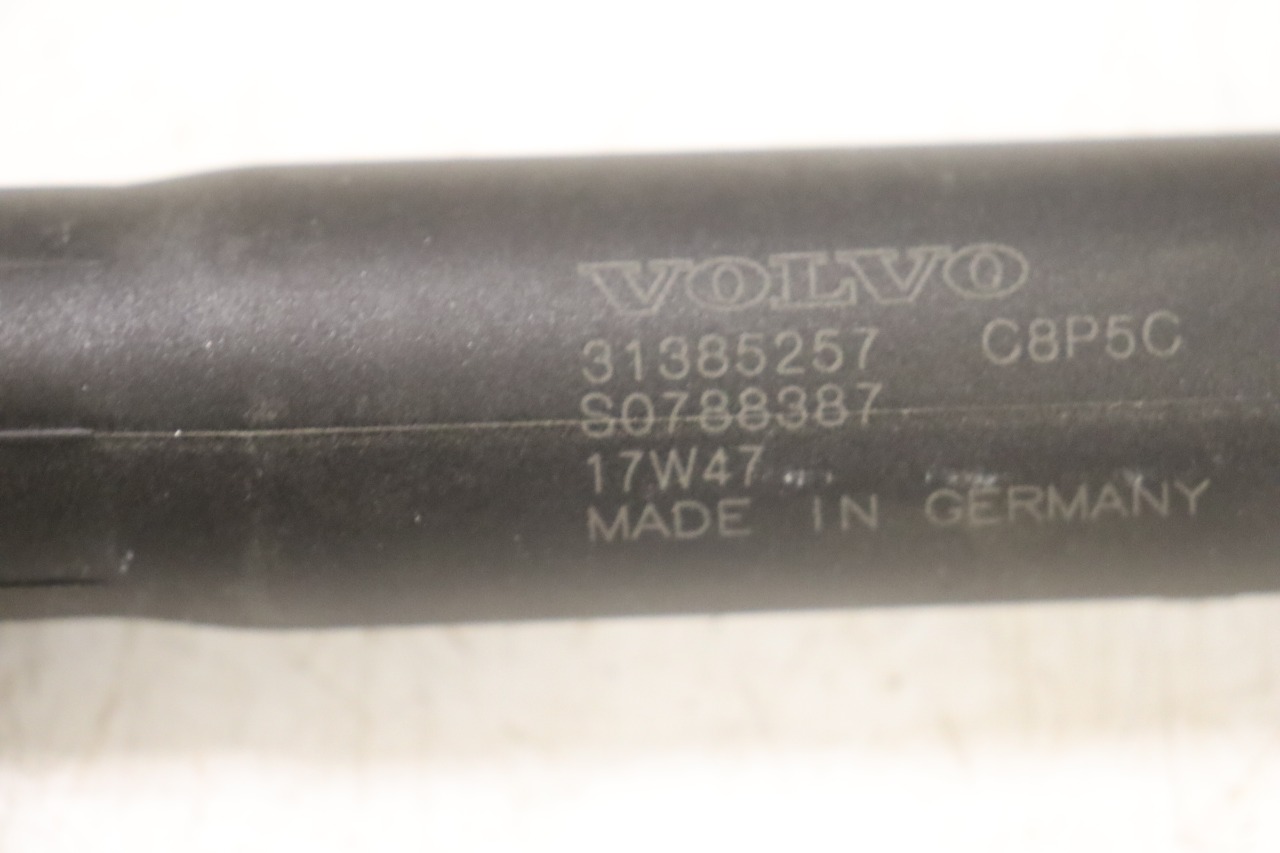 VOLVO
31385257 C8P5C
S0788387
17W47
MADE IN GERMANY